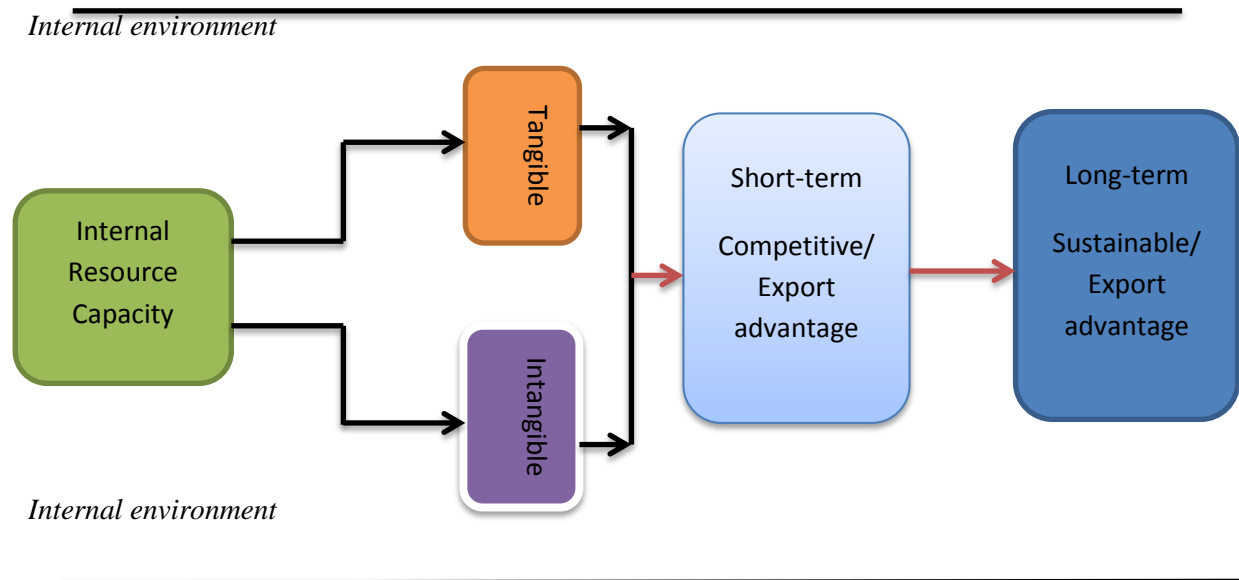 Internal environment
Tangible
Internal
Resource
Capacity
Intangible
Short-term
Competitive/
Export
advantage
Long-term
Sustainable/
Export
advantage
Internal environment